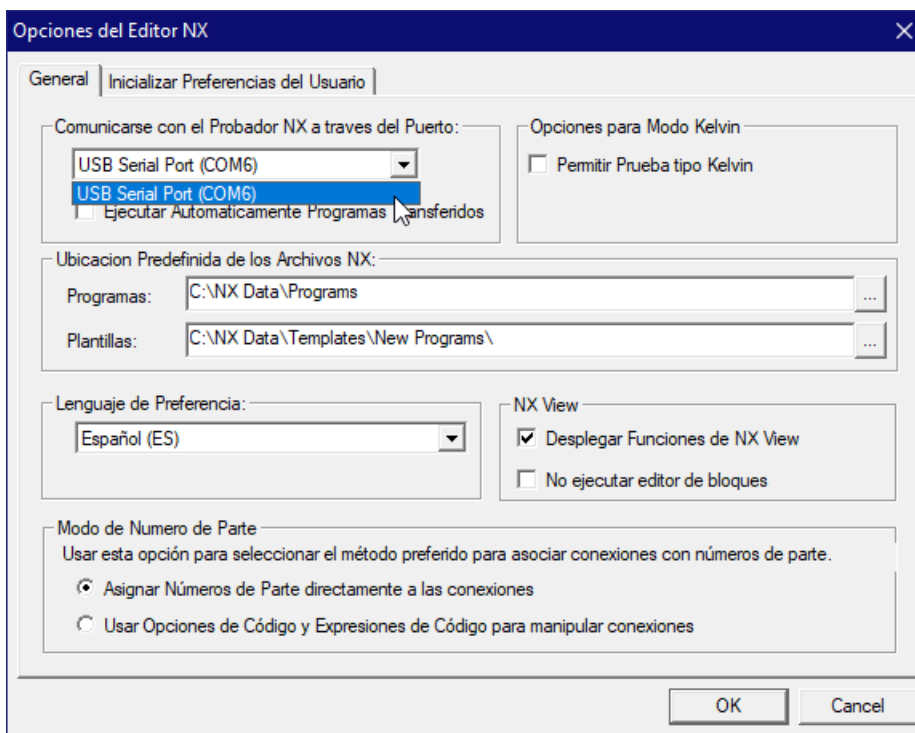 Opciones del Editor NX
General
Inicializar Preferencias del Usuario
Comunicarse con el Probador NX a traves del Puerto:
USB Serial Port (COM6)
USB Serial Port (COM6)
Ejecutar Automaticamente Programas Transferidos
Opciones para Modo Kelvin
Permitir Prueba tipo Kelvin
Ubicacion Predefinida de los Archivos NX:
Programas:
C:\NX Data\Programs
...
Plantillas:
C:\NX Data\Templates\New Programs\
...
Lenguaje de Preferencia:
Español (ES)
NX View
Desplegar Funciones de NX View
No ejecutar editor de bloques
Modo de Numero de Parte
Usar esta opción para seleccionar el método preferido para asociar conexiones con números de parte.
Asignar Números de Parte directamente a las conexiones
Usar Opciones de Código y Expresiones de Código para manipular conexiones
OK
Cancel